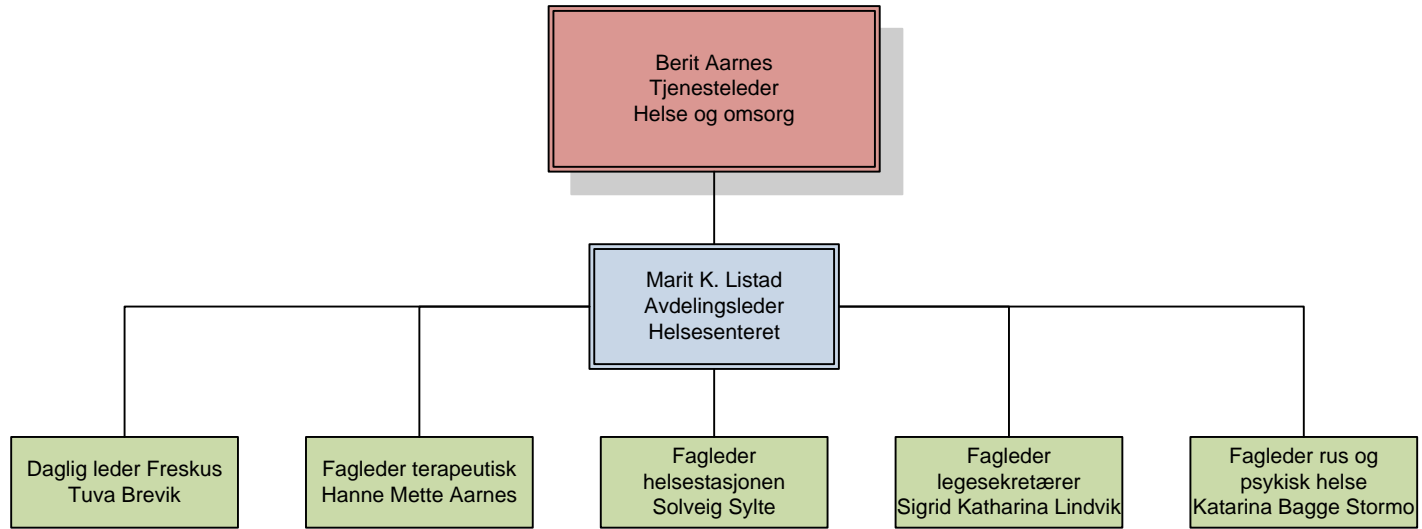 Berit Aarnes
Tjenesteleder
Helse og omsorg
Marit K. Listad
Avdelingsleder
Helsesenteret
Daglig leder Freskus
Tuva Brevik
Fagleder terapeutisk
Hanne Mette Aarnes
Fagleder
helsestasjonen
Solveig Sylte
Fagleder
legesekretærer
Sigrid Katharina Lindvik
Fagleder rus og
psykisk helse
Katarina Bagge Stormo